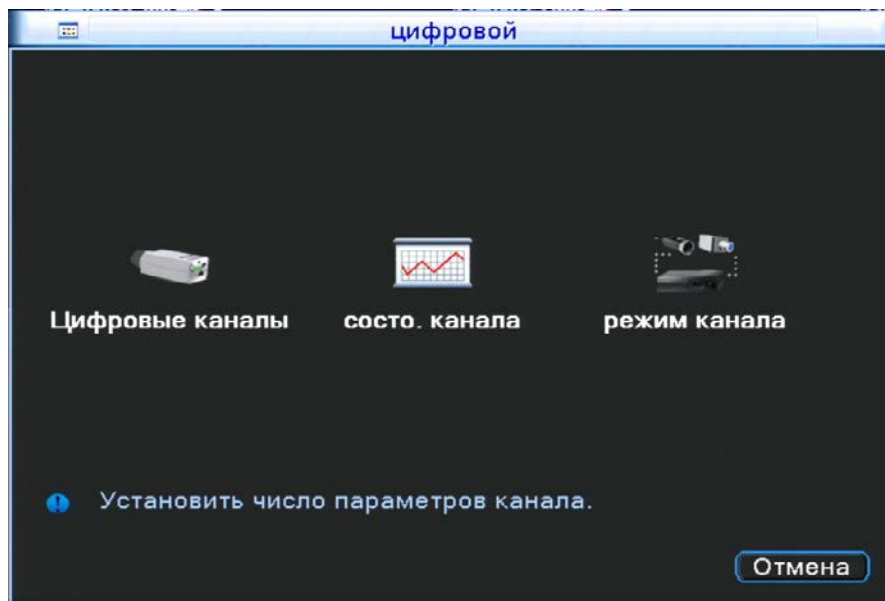 цифровой
Цифровые каналы
состо. канала
режим канала
Установить число параметров канала.
Отмена